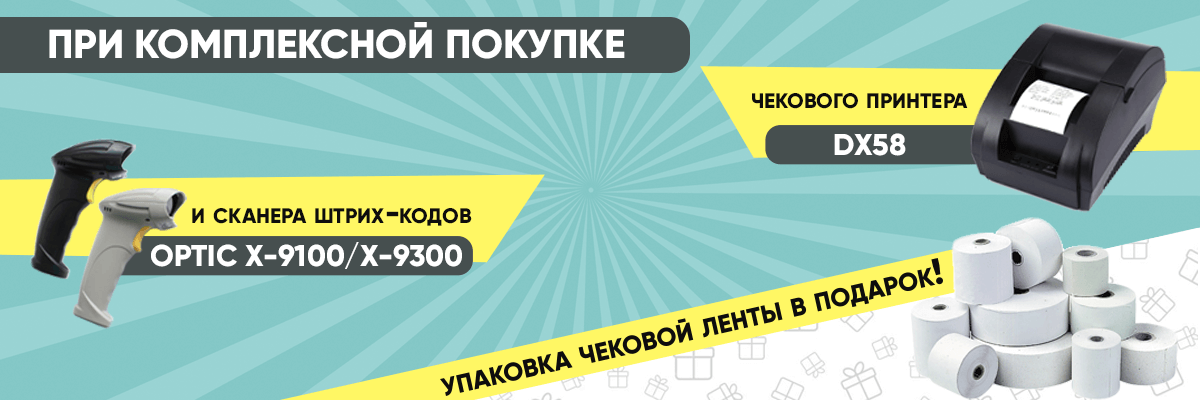 ПРИ КОМПЛЕКСНОЙ ПОКУПКЕ
ЧЕКОВОГО ПРИНТЕРА
DX58
И СКАНЕРА ШТРИХ-КОДОВ
OPTIC X-9100/X-9300
УПАКОВКА ЧЕКОВОЙ ЛЕНТЫ В ПОДАРОК!